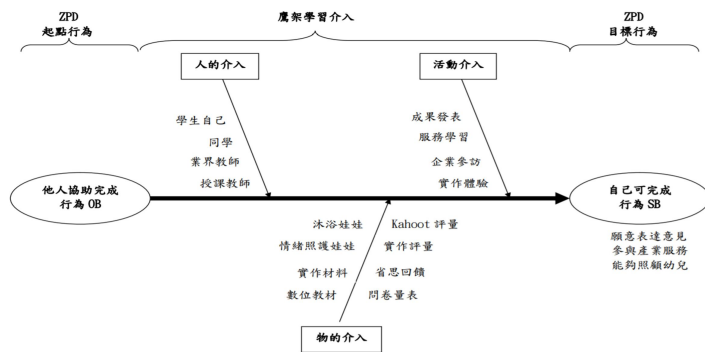 ZPD
起點行為
鷹架學習介入
ZPD
目標行為
人的介入
活動介入
學生自己
同學
業界教師
授課教師
成果發表
服務學習
企業參訪
實作體驗
他人協助完成
行為 OB
自己可完成
行為 SB
沐浴娃娃 Kahoot 評量
情緒照護娃娃 實作評量
實作材料 省思回饋
數位教材 問卷量表
願意表達意見
參與產業服務
能夠照顧幼兒
物的介入